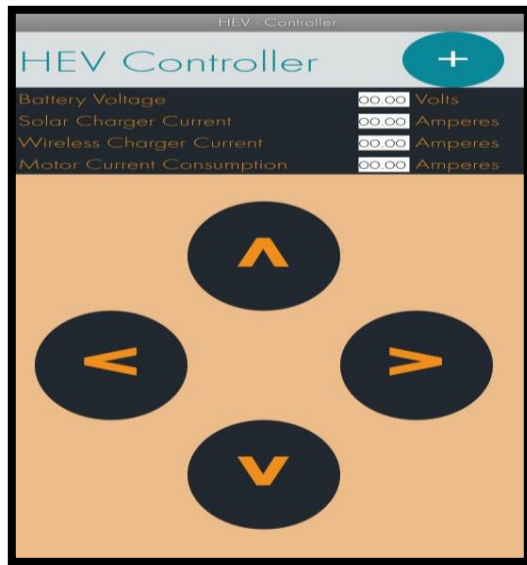 HEV - Controller
HEV Controller +
Battery Voltage 00.00 Volts
Solar Charger Current 00.00 Amperes
Wireless Charger Current 00.00 Amperes
Motor Current Consumption 00.00 Amperes
^
< >
v